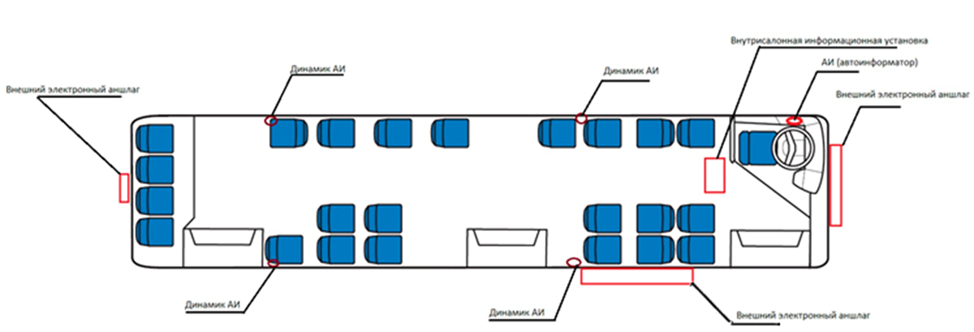 Внутрисалонная информационная установка
Динамик АИ
Динамик АИ
АИ (автоинформатор)
Внешний электронный аншлаг
Внешний электронный аншлаг
Динамик АИ
Динамик АИ
Внешний электронный аншлаг